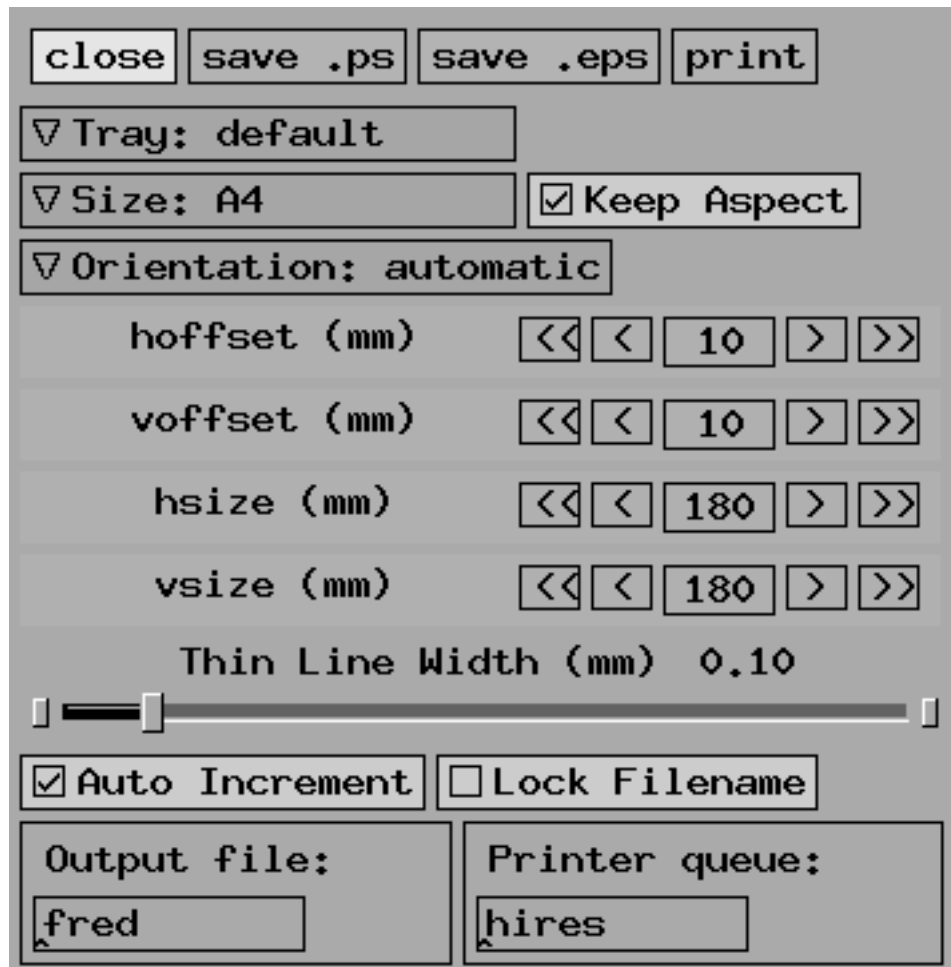 close save .ps save .eps print
Tray: default
Size: A4 Keep Aspect
Orientation: automatic
hoffset (mm) << < 10 > >>
voffset (mm) << < 10 > >>
hsize (mm) << < 180 > >>
vsize (mm) << < 180 > >>
Thin Line Width (mm) 0.10
Auto Increment Lock Filename
Output file: Printer queue:
fred hires